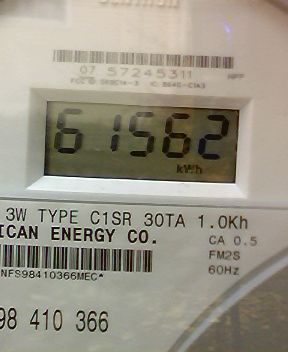 07 57245311
61562
kWh
3W TYPE C1SR 30TA 1.0Kh
ICAN ENERGY CO.
CA 0.5
FM2S
60Hz
NFS98410366MEC*
98 410 366